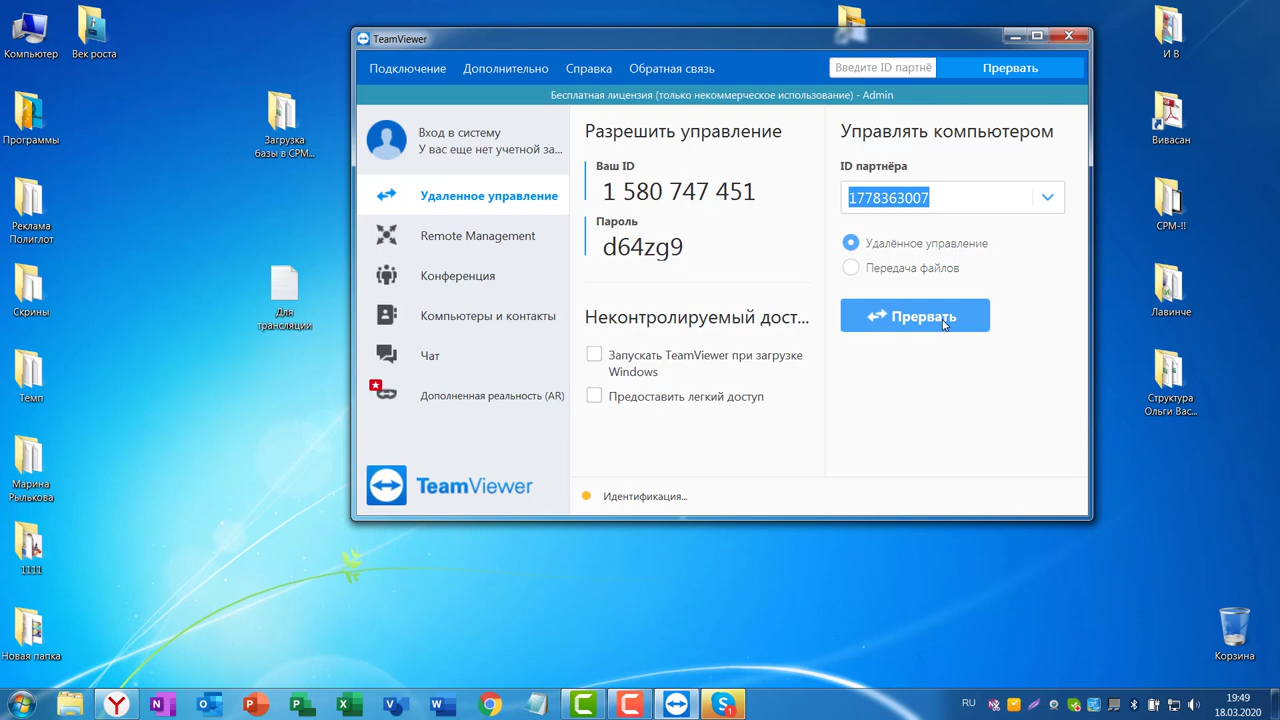 Компьютер
Век роста
Программы
Загрузка
базы в СРМ...
Реклама
Полиглот
Скрины
Для
трансляции
Темп
Марина
Рылькова
1111
Новая папка
TeamViewer
Подключение
Дополнительно
Справка
Обратная связь
Введите ID партнё
Прервать
Бесплатная лицензия (только некоммерческое использование) - Admin
Вход в систему
У вас еще нет учетной за...
Удаленное управление
Remote Management
Конференция
Компьютеры и контакты
Чат
Дополненная реальность (AR)
TeamViewer
Разрешить управление
Ваш ID
1 580 747 451
Пароль
d64zg9
Неконтролируемый дост...
Запускать TeamViewer при загрузке
Windows
Предоставить легкий доступ
Управлять компьютером
ID партнёра
1778363007
Удалённое управление
Передача файлов
Прервать
Идентификация...
И В
Вивасан
СРМ-!!
Лавинче
Структура
Ольги Вас...
Корзина
RU
19:49
18.03.2020